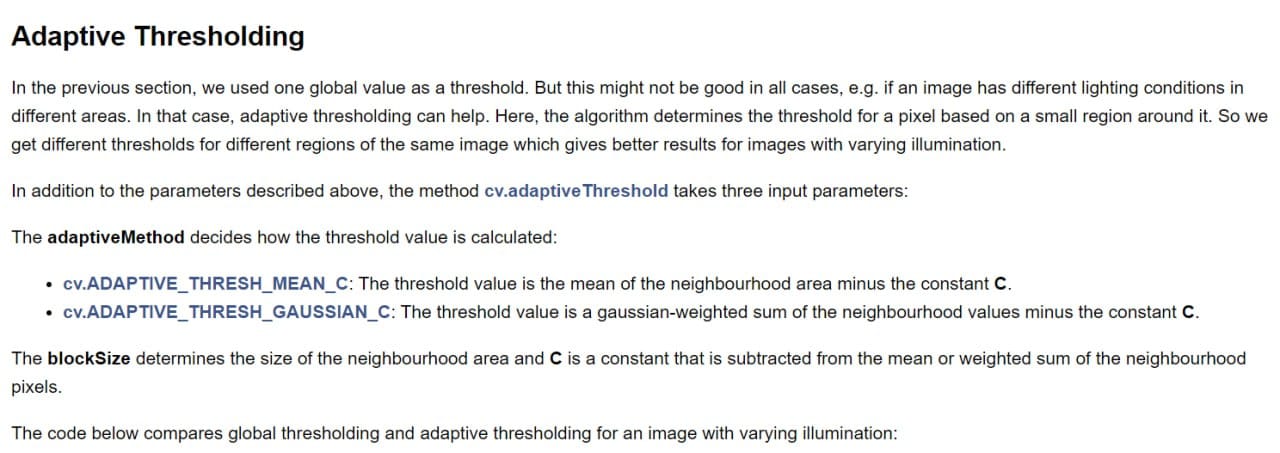 Adaptive Thresholding
In the previous section, we used one global value as a threshold. But this might not be good in all cases, e.g. if an image has different lighting conditions in
different areas. In that case, adaptive thresholding can help. Here, the algorithm determines the threshold for a pixel based on a small region around it. So we
get different thresholds for different regions of the same image which gives better results for images with varying illumination.
In addition to the parameters described above, the method cv.adaptiveThreshold takes three input parameters:
The adaptiveMethod decides how the threshold value is calculated:
• cv.ADAPTIVE_THRESH_MEAN_C: The threshold value is the mean of the neighbourhood area minus the constant C.
• cv.ADAPTIVE_THRESH_GAUSSIAN_C: The threshold value is a gaussian-weighted sum of the neighbourhood values minus the constant C.
The blockSize determines the size of the neighbourhood area and C is a constant that is subtracted from the mean or weighted sum of the neighbourhood
pixels.
The code below compares global thresholding and adaptive thresholding for an image with varying illumination: